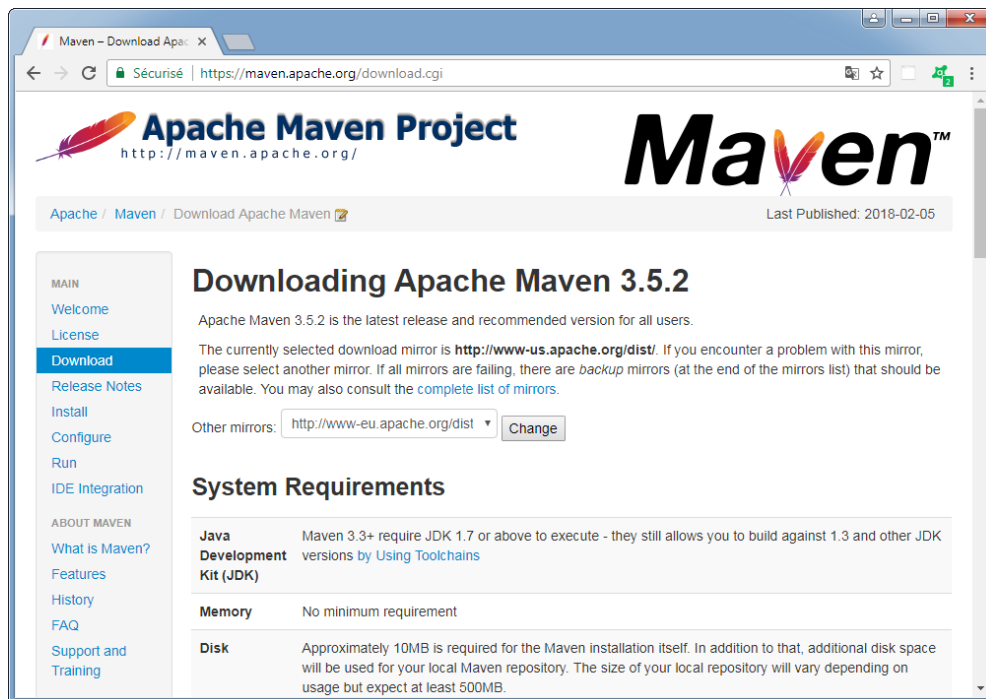 Maven – Download Apac
Sécurisé | https://maven.apache.org/download.cgi
2
Apache Maven Project
http://maven.apache.org/
Maven™
Apache / Maven / Download Apache Maven
Last Published: 2018-02-05
MAIN
Welcome
License
Download
Release Notes
Install
Configure
Run
IDE Integration
ABOUT MAVEN
What is Maven?
Features
History
FAQ
Support and
Training
Downloading Apache Maven 3.5.2
Apache Maven 3.5.2 is the latest release and recommended version for all users.
The currently selected download mirror is http://www-us.apache.org/dist/. If you encounter a problem with this mirror,
please select another mirror. If all mirrors are failing, there are backup mirrors (at the end of the mirrors list) that should be
available. You may also consult the complete list of mirrors.
Other mirrors: http://www-eu.apache.org/dist Change
System Requirements
Java
Development
Kit (JDK)
Maven 3.3+ require JDK 1.7 or above to execute - they still allows you to build against 1.3 and other JDK
versions by Using Toolchains
Memory
No minimum requirement
Disk
Approximately 10MB is required for the Maven installation itself. In addition to that, additional disk space
will be used for your local Maven repository. The size of your local repository will vary depending on
usage but expect at least 500MB.